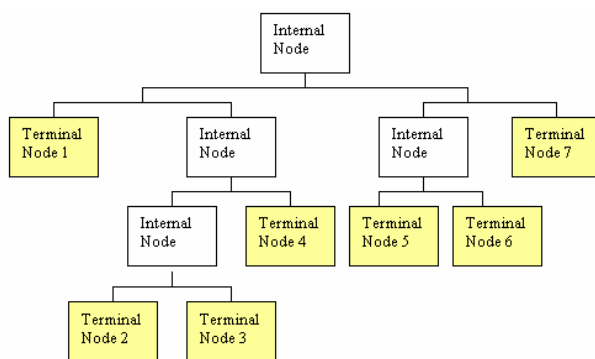 Internal
Node
Terminal
Node 1
Internal
Node
Internal
Node
Terminal
Node 7
Internal
Node
Terminal
Node 4
Terminal
Node 5
Terminal
Node 6
Terminal
Node 2
Terminal
Node 3